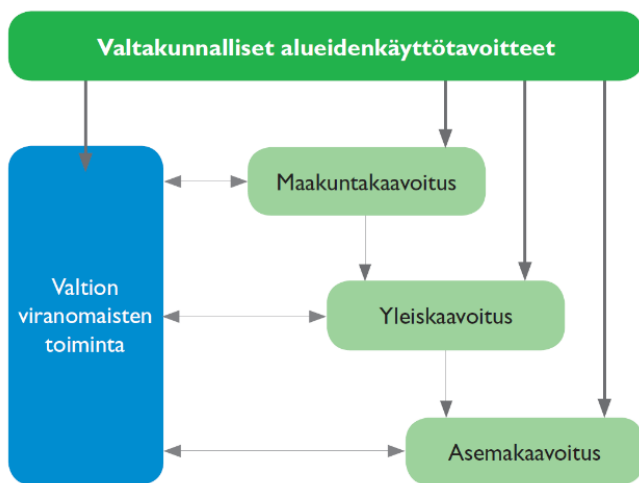 Valtakunnalliset alueidenkäyttötavoitteet
Maakuntakaavoitus
Valtion
viranomaisten
toiminta
Yleiskaavoitus
Asemakaavoitus